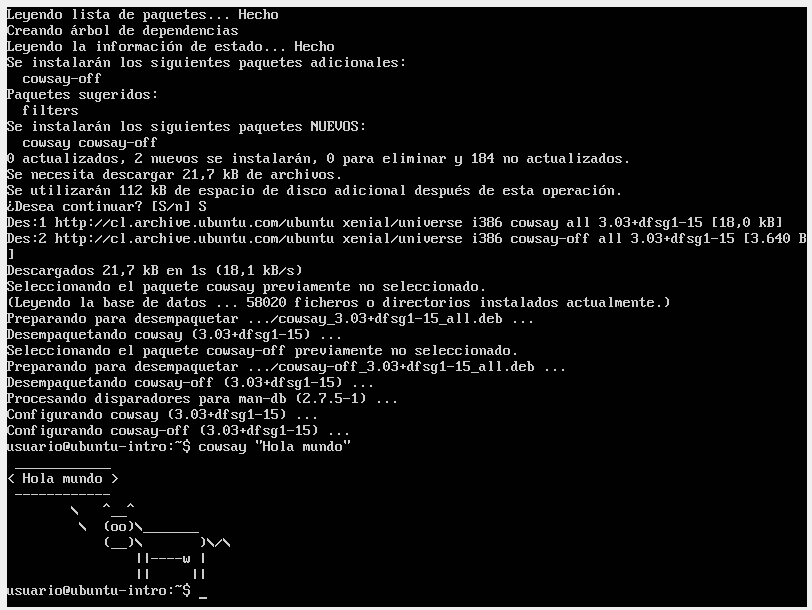 Leyendo lista de paquetes... Hecho
Creando árbol de dependencias
Leyendo la información de estado... Hecho
Se instalarán los siguientes paquetes adicionales:
  cowsay-off
Paquetes sugeridos:
  filters
Se instalarán los siguientes paquetes NUEVOS:
  cowsay cowsay-off
0 actualizados, 2 nuevos se instalarán, 0 para eliminar y 184 no actualizados.
Se necesita descargar 21,7 kB de archivos.
Se utilizarán 112 kB de espacio de disco adicional después de esta operación.
¿Desea continuar? [S/n] S
Des:1 http://cl.archive.ubuntu.com/ubuntu xenial/universe i386 cowsay all 3.03+dfsg1-15 [18,0 kB]
Des:2 http://cl.archive.ubuntu.com/ubuntu xenial/universe i386 cowsay-off all 3.03+dfsg1-15 [3.640 B
]
Descargados 21,7 kB en 1s (18,1 kB/s)
Seleccionando el paquete cowsay previamente no seleccionado.
(Leyendo la base de datos ... 58020 ficheros o directorios instalados actualmente.)
Preparando para desempaquetar .../cowsay_3.03+dfsg1-15_all.deb ...
Desempaquetando cowsay (3.03+dfsg1-15) ...
Seleccionando el paquete cowsay-off previamente no seleccionado.
Preparando para desempaquetar .../cowsay-off_3.03+dfsg1-15_all.deb ...
Desempaquetando cowsay-off (3.03+dfsg1-15) ...
Procesando disparadores para man-db (2.7.5-1) ...
Configurando cowsay (3.03+dfsg1-15) ...
Configurando cowsay-off (3.03+dfsg1-15) ...
usuario@ubuntu-intro:~$ cowsay "Hola mundo"
 ____________
< Hola mundo >
 ------------
        \   ^__^
         \  (oo)\_______
            (__)\       )\/\
                ||----w |
                ||     ||
usuario@ubuntu-intro:~$ _